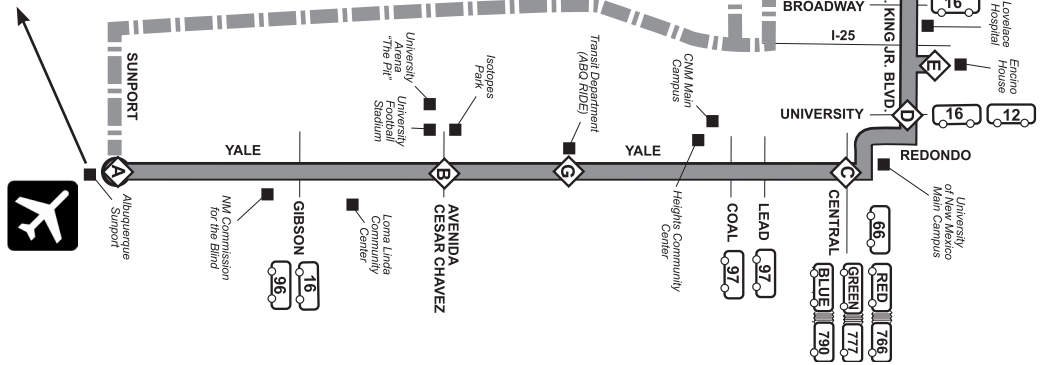 BROADWAY
16
Lovelace
Hospital
I-25
KING JR. BLVD.
E
Encino
House
UNIVERSITY
D
16
12
REDONDO
University
of New Mexico
Main Campus
SUNPORT
A
Albuquerque
Sunport
YALE
NM Commission
for the Blind
GIBSON
96
16
Loma Linda
Community
Center
University
Arena
"The Pit"
University
Football
Stadium
Isotopes
Park
B
AVENIDA
CESAR CHAVEZ
Transit Department
(ABQ RIDE)
G
YALE
CNM Main
Campus
Heights Community
Center
COAL
97
LEAD
97
C
CENTRAL
66
BLUE
790
GREEN
777
RED
766